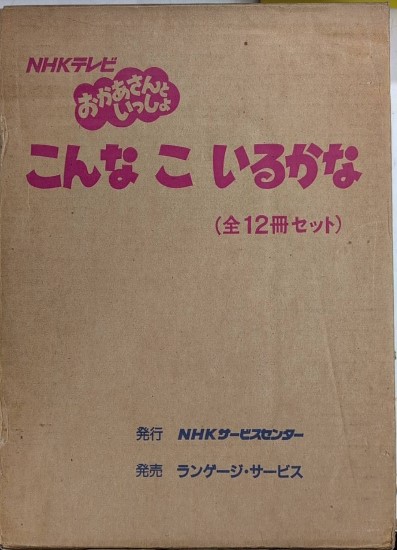 NHKテレビ
おかあさんと
いっしょ
こんな こ いるかな
(全12冊セット)
発行 NHKサービスセンター
発売 ランゲージ・サービス